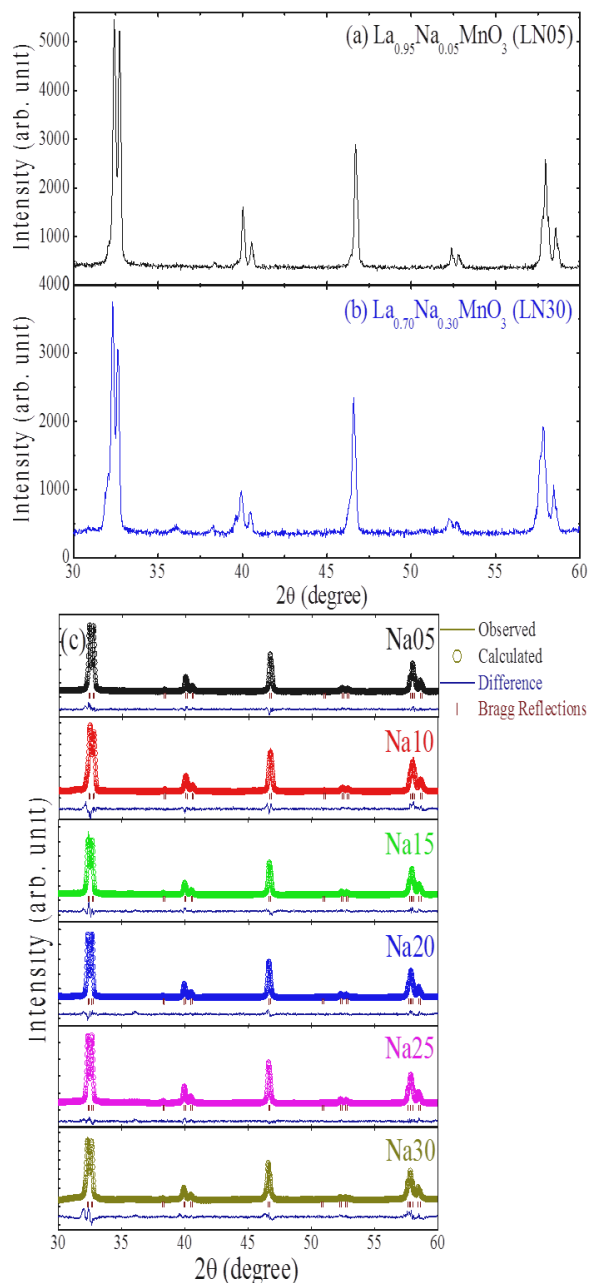 (a) La0.95Na0.05MnO3 (LN05)
Intensity (arb. unit)
5000
4000
3000
2000
1000
4000
(b) La0.70Na0.30MnO3 (LN30)
Intensity (arb. unit)
3000
2000
1000
0
30 35 40 45 50 55 60
2θ (degree)
(c)
Na05
Observed
Calculated
Difference
Bragg Reflections
Na10
Na15
Intensity (arb. unit)
Na20
Na25
Na30
30 35 40 45 50 55 60
2θ (degree)